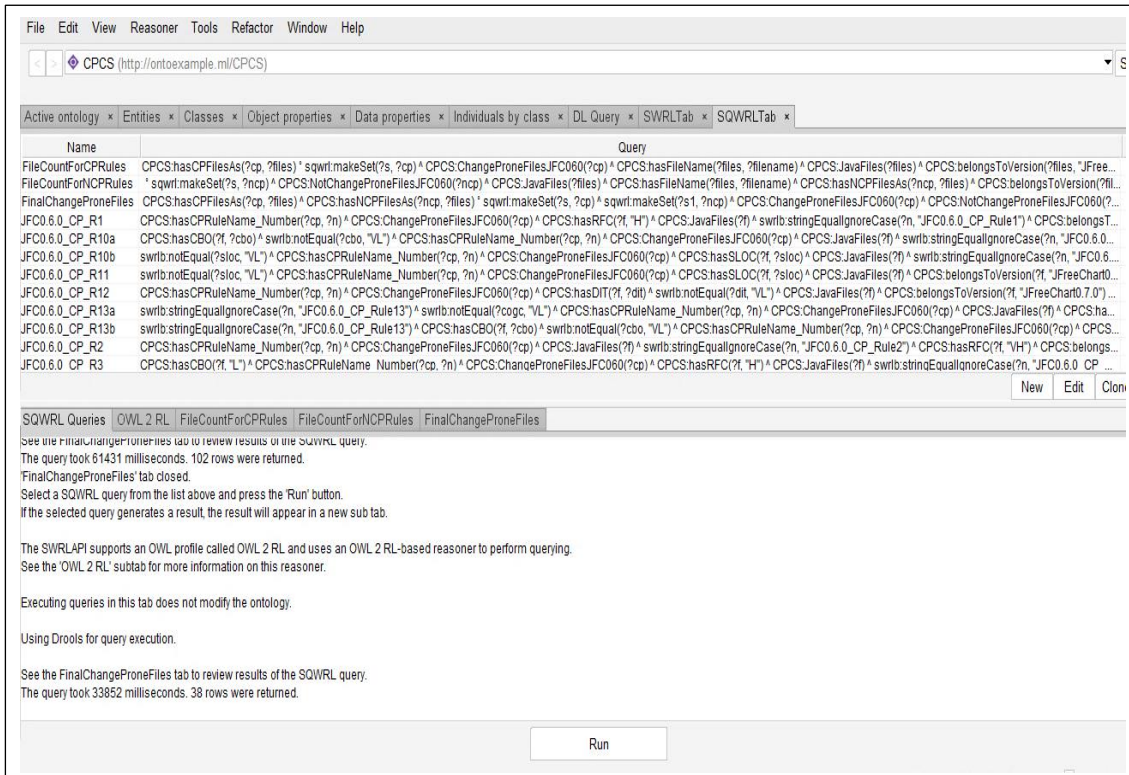 File Edit View Reasoner Tools Refactor Window Help
< > CPCS (http://ontoexample.ml/CPCS) S
Active ontology × Entities × Classes × Object properties × Data properties × Individuals by class × DL Query × SWRLTab × SQWRLTab ×
Name Query
FileCountForCPRules CPCS:hasCPFilesAs(?cp, ?files) ° sqwrl:makeSet(?s, ?cp) ^ CPCS:ChangeProneFilesJFC060(?cp) ^ CPCS:hasFileName(?files, ?filename) ^ CPCS:JavaFiles(?files) ^ CPCS:belongsToVersion(?files, "JFree...
FileCountForNCPRules ° sqwrl:makeSet(?s, ?ncp) ^ CPCS:NotChangeProneFilesJFC060(?ncp) ^ CPCS:JavaFiles(?files) ^ CPCS:hasFileName(?files, ?filename) ^ CPCS:hasNCPFilesAs(?ncp, ?files) ^ CPCS:belongsToVersion(?fil...
FinalChangeProneFiles CPCS:hasCPFilesAs(?cp, ?files) ^ CPCS:hasNCPFilesAs(?ncp, ?files) ° sqwrl:makeSet(?s, ?cp) ^ sqwrl:makeSet(?s1, ?ncp) ^ CPCS:ChangeProneFilesJFC060(?cp) ^ CPCS:NotChangeProneFilesJFC060(?...
JFC0.6.0_CP_R1 CPCS:hasCPRuleName_Number(?cp, ?n) ^ CPCS:ChangeProneFilesJFC060(?cp) ^ CPCS:hasRFC(?f, "H") ^ CPCS:JavaFiles(?f) ^ swrlb:stringEqualIgnoreCase(?n, "JFC0.6.0_CP_Rule1") ^ CPCS:belongsT...
JFC0.6.0_CP_R10a CPCS:hasCBO(?f, ?cbo) ^ swrlb:notEqual(?cbo, "VL") ^ CPCS:hasCPRuleName_Number(?cp, ?n) ^ CPCS:ChangeProneFilesJFC060(?cp) ^ CPCS:JavaFiles(?f) ^ swrlb:stringEqualIgnoreCase(?n, "JFC0.6.0...
JFC0.6.0_CP_R10b swrlb:notEqual(?sloc, "VL") ^ CPCS:hasCPRuleName_Number(?cp, ?n) ^ CPCS:ChangeProneFilesJFC060(?cp) ^ CPCS:hasSLOC(?f, ?sloc) ^ CPCS:JavaFiles(?f) ^ swrlb:stringEqualIgnoreCase(?n, "JFC0.6....
JFC0.6.0_CP_R11 swrlb:notEqual(?sloc, "VL") ^ CPCS:hasCPRuleName_Number(?cp, ?n) ^ CPCS:ChangeProneFilesJFC060(?cp) ^ CPCS:hasSLOC(?f, ?sloc) ^ CPCS:JavaFiles(?f) ^ CPCS:belongsToVersion(?f, "JFreeChart0...
JFC0.6.0_CP_R12 CPCS:hasCPRuleName_Number(?cp, ?n) ^ CPCS:ChangeProneFilesJFC060(?cp) ^ CPCS:hasDIT(?f, ?dit) ^ swrlb:notEqual(?dit, "VL") ^ CPCS:JavaFiles(?f) ^ CPCS:belongsToVersion(?f, "JFreeChart0.7.0") ...
JFC0.6.0_CP_R13a swrlb:stringEqualIgnoreCase(?n, "JFC0.6.0_CP_Rule13") ^ swrlb:notEqual(?cogc, "VL") ^ CPCS:hasCPRuleName_Number(?cp, ?n) ^ CPCS:ChangeProneFilesJFC060(?cp) ^ CPCS:JavaFiles(?f) ^ CPCS:ha...
JFC0.6.0_CP_R13b swrlb:stringEqualIgnoreCase(?n, "JFC0.6.0_CP_Rule13") ^ CPCS:hasCBO(?f, ?cbo) ^ swrlb:notEqual(?cbo, "VL") ^ CPCS:hasCPRuleName_Number(?cp, ?n) ^ CPCS:ChangeProneFilesJFC060(?cp) ^ CPCS...
JFC0.6.0_CP_R2 CPCS:hasCPRuleName_Number(?cp, ?n) ^ CPCS:ChangeProneFilesJFC060(?cp) ^ CPCS:JavaFiles(?f) ^ swrlb:stringEqualIgnoreCase(?n, "JFC0.6.0_CP_Rule2") ^ CPCS:hasRFC(?f, "VH") ^ CPCS:belongs...
JFC0.6.0_CP_R3 CPCS:hasCBO(?f, "L") ^ CPCS:hasCPRuleName_Number(?cp, ?n) ^ CPCS:ChangeProneFilesJFC060(?cp) ^ CPCS:hasRFC(?f, "H") ^ CPCS:JavaFiles(?f) ^ swrlb:stringEqualIgnoreCase(?n, "JFC0.6.0_CP_...
New Edit Clon
SQWRL Queries OWL 2 RL FileCountForCPRules FileCountForNCPRules FinalChangeProneFiles
See the FinalChangeProneFiles tab to review results of the SQWRL query.
The query took 61431 milliseconds. 102 rows were returned.
'FinalChangeProneFiles' tab closed.
Select a SQWRL query from the list above and press the 'Run' button.
If the selected query generates a result, the result will appear in a new sub tab.
The SWRLAPI supports an OWL profile called OWL 2 RL and uses an OWL 2 RL-based reasoner to perform querying.
See the 'OWL 2 RL' subtab for more information on this reasoner.
Executing queries in this tab does not modify the ontology.
Using Drools for query execution.
See the FinalChangeProneFiles tab to review results of the SQWRL query.
The query took 33852 milliseconds. 38 rows were returned.
Run